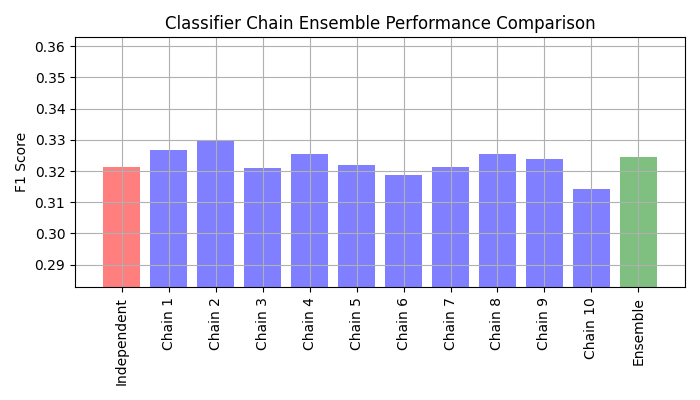 Classifier Chain Ensemble Performance Comparison
F1 Score
0.36
0.35
0.34
0.33
0.32
0.31
0.30
0.29
Independent
Chain 1
Chain 2
Chain 3
Chain 4
Chain 5
Chain 6
Chain 7
Chain 8
Chain 9
Chain 10
Ensemble